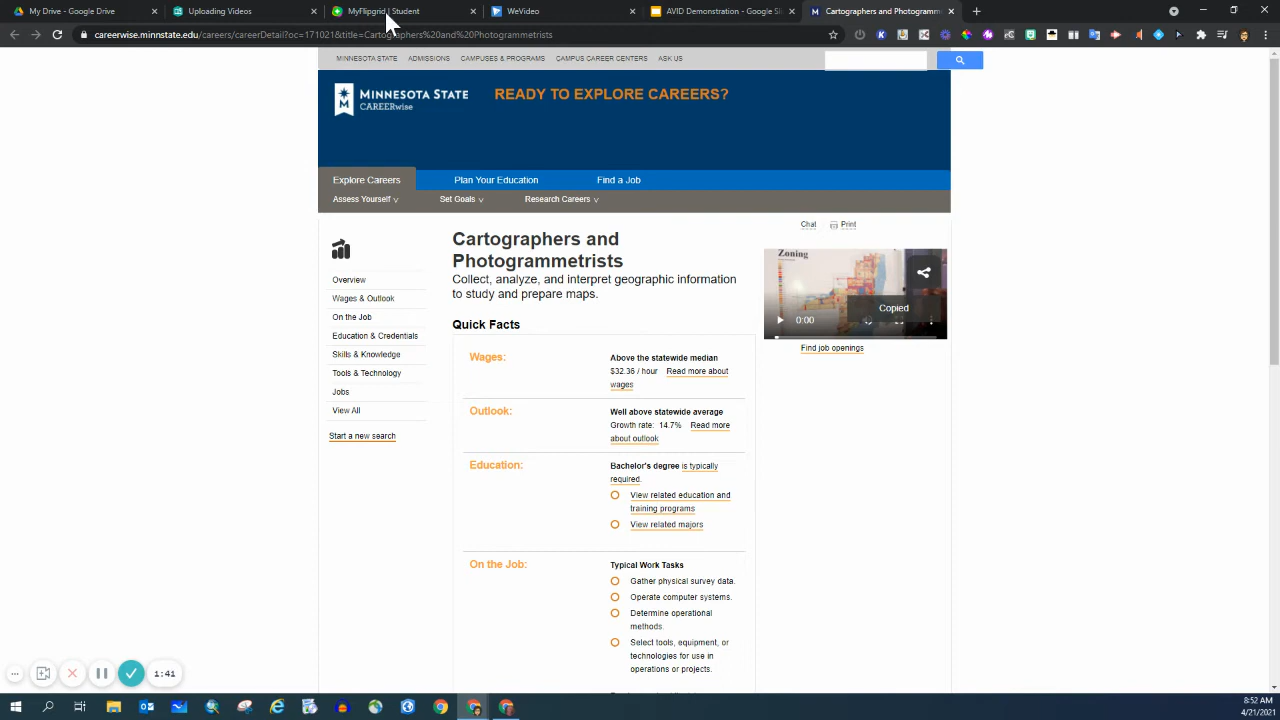 My Drive - Google Drive
Uploading Videos
MyFlipgrid | Student
WeVideo
AVID Demonstration - Google Sli
Cartographers and Photogramm
careerwise.minnstate.edu/careers/careerDetail?oc=171021&title=Cartographers%20and%20Photogrammetrists
MINNESOTA STATE ADMISSIONS CAMPUSES & PROGRAMS CAMPUS CAREER CENTERS ASK US
MINNESOTA STATE
CAREERwise
READY TO EXPLORE CAREERS?
Explore Careers Plan Your Education Find a Job
Assess Yourself Set Goals Research Careers
Chat Print
Overview
Wages & Outlook
On the Job
Education & Credentials
Skills & Knowledge
Tools & Technology
Jobs
View All
Start a new search
Cartographers and
Photogrammetrists
Collect, analyze, and interpret geographic information
to study and prepare maps.
Quick Facts
Wages:
Above the statewide median
$32.36 / hour Read more about
wages
Outlook:
Well above statewide average
Growth rate: 14.7% Read more
about outlook
Education:
Bachelor's degree is typically
required.
View related education and
training programs
View related majors
On the Job:
Typical Work Tasks
Gather physical survey data.
Operate computer systems.
Determine operational
methods.
Select tools, equipment, or
technologies for use in
operations or projects.
Zoning
Copied
0:00
Find job openings
1:41
8:52 AM
4/21/2021